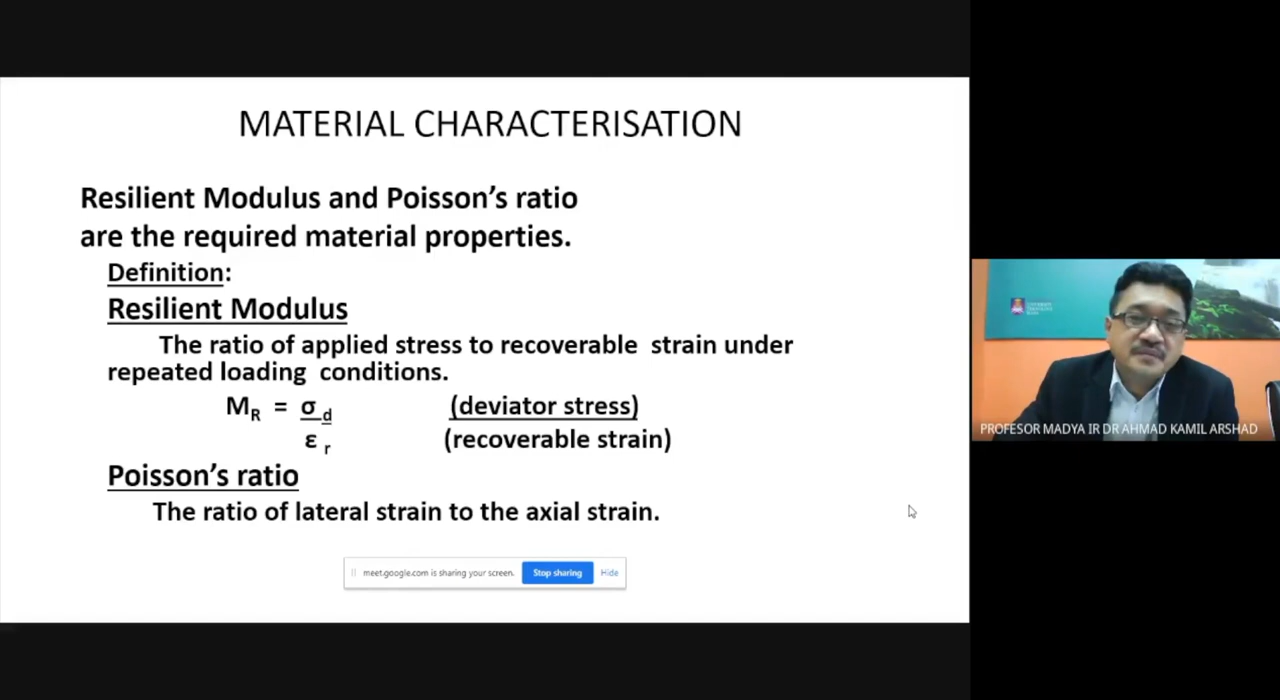 MATERIAL CHARACTERISATION
Resilient Modulus and Poisson’s ratio
are the required material properties.
Definition:
Resilient Modulus
The ratio of applied stress to recoverable strain under
repeated loading conditions.
M_R = σ_d (deviator stress)
ε_r (recoverable strain)
Poisson’s ratio
The ratio of lateral strain to the axial strain.
meet.google.com is sharing your screen. Stop sharing Hide
UNIVERSITI
TEKNOLOGI
MARA
PROFESOR MADYA IR DR AHMAD KAMIL ARSHAD